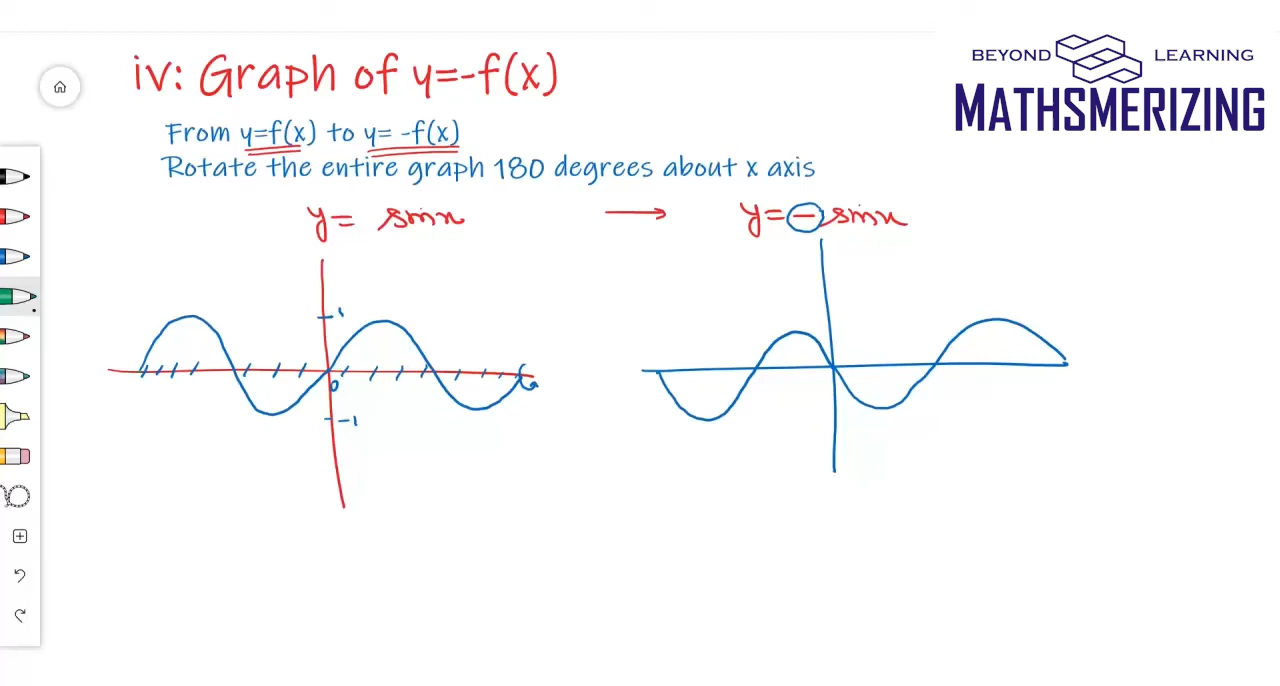 iv: Graph of y=-f(x)
BEYOND LEARNING
MATHSMERIZING
From y=f(x) to y= -f(x)
Rotate the entire graph 180 degrees about x axis
y = sinx → y = - sinx
1
0
-1